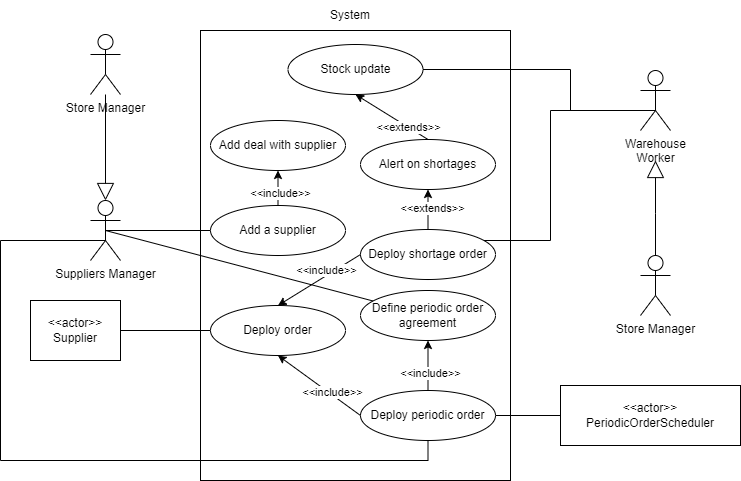 System
Stock update
Store Manager
<<extends>>
Add deal with supplier
Alert on shortages
Warehouse
Worker
<<include>>
<<extends>>
Add a supplier
Deploy shortage order
Suppliers Manager
<<include>>
<<actor>>
Supplier
Deploy order
Define periodic order
agreement
Store Manager
<<include>>
<<include>>
Deploy periodic order
<<actor>>
PeriodicOrderScheduler